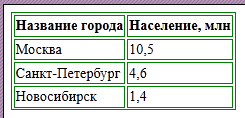 Название города Население, млн
Москва 10,5
Санкт-Петербург 4,6
Новосибирск 1,4